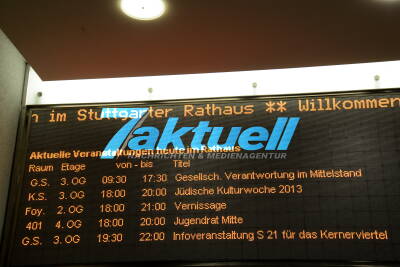 n im Stuttgarter Rathaus ** Willkommen
7aktuell
NACHRICHTEN & MEDIENAGENTUR
Aktuelle Veranstaltungen heute im Rathaus
Raum Etage von - bis Titel
G.S. 3. OG 09:30 17:30 Gesellsch. Verantwortung im Mittelstand
K.S. 3. OG 18:00 20:00 Jüdische Kulturwoche 2013
Foy. 2. OG 18:00 21:00 Vernissage
401 4. OG 18:00 20:00 Jugendrat Mitte
G.S. 3. OG 19:30 22:00 Infoveranstaltung S 21 für das Kernerviertel